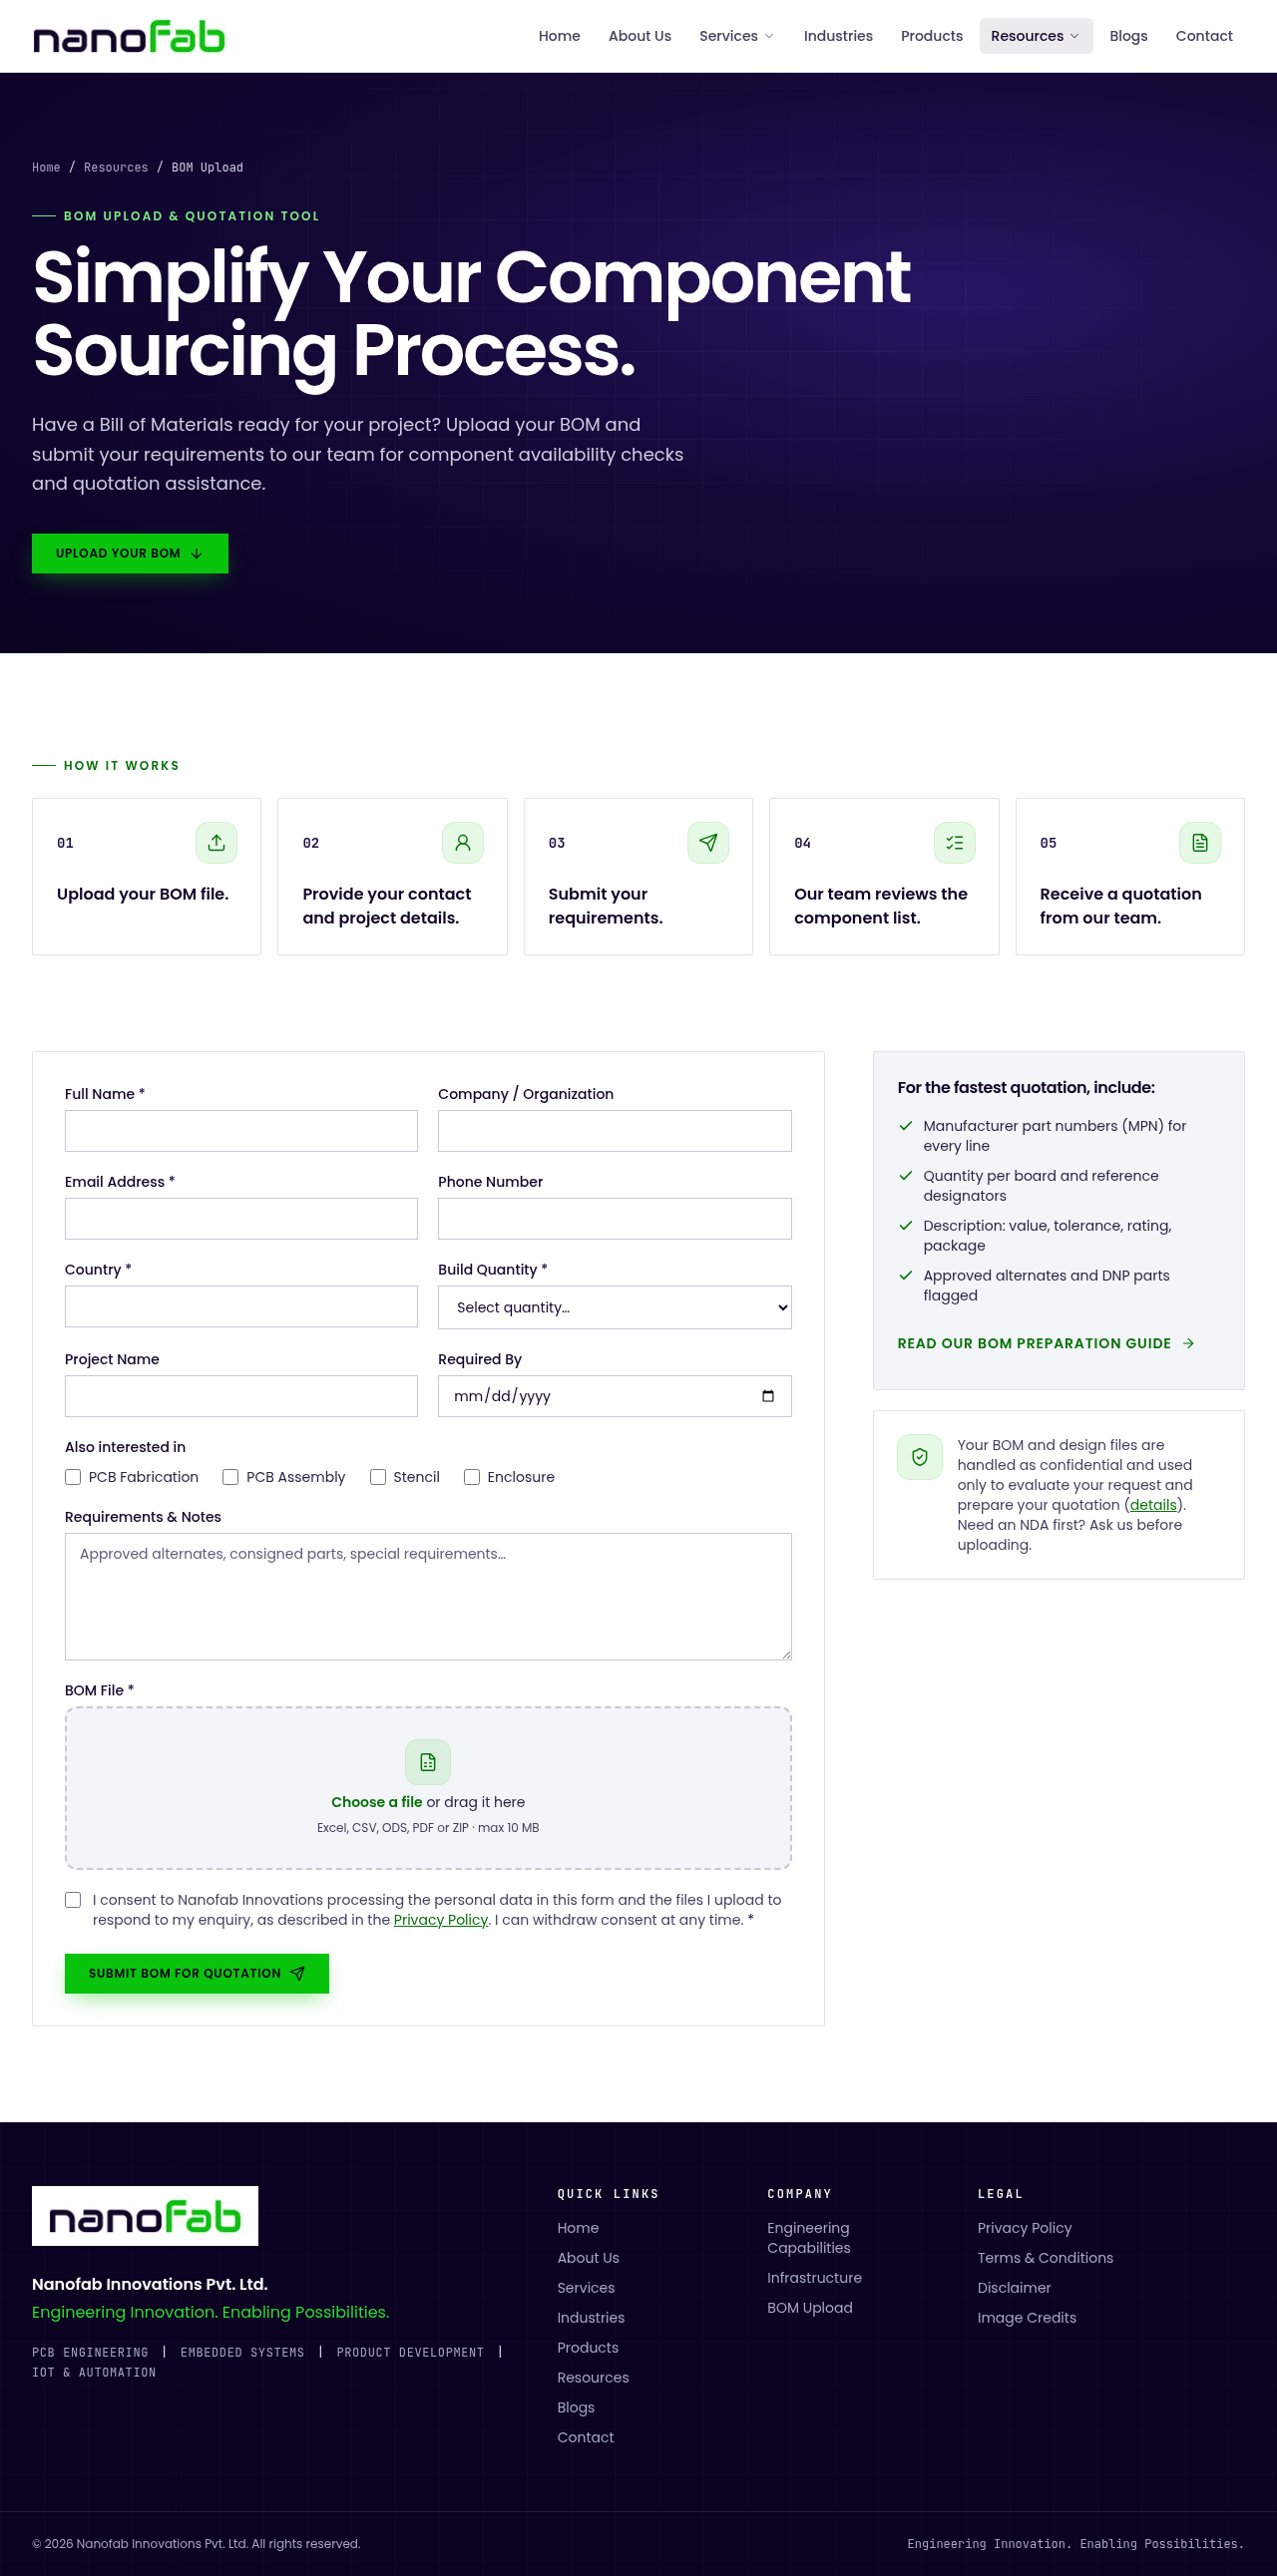 nanoFab
Home
About Us
Services
Industries
Products
Resources
Blogs
Contact
Home / Resources / BOM Upload
BOM UPLOAD & QUOTATION TOOL
Simplify Your Component
Sourcing Process.
Have a Bill of Materials ready for your project? Upload your BOM and
submit your requirements to our team for component availability checks
and quotation assistance.
UPLOAD YOUR BOM
HOW IT WORKS
01
Upload your BOM file.
02
Provide your contact
and project details.
03
Submit your
requirements.
04
Our team reviews the
component list.
05
Receive a quotation
from our team.
Full Name *
Company / Organization
Email Address *
Phone Number
Country *
Build Quantity *
Select quantity…
Project Name
Required By
mm/dd/yyyy
Also interested in
PCB Fabrication
PCB Assembly
Stencil
Enclosure
Requirements & Notes
Approved alternates, consigned parts, special requirements…
BOM File *
Choose a file or drag it here
Excel, CSV, ODS, PDF or ZIP · max 10 MB
I consent to Nanofab Innovations processing the personal data in this form and the files I upload to
respond to my enquiry, as described in the Privacy Policy. I can withdraw consent at any time. *
SUBMIT BOM FOR QUOTATION
For the fastest quotation, include:
Manufacturer part numbers (MPN) for
every line
Quantity per board and reference
designators
Description: value, tolerance, rating,
package
Approved alternates and DNP parts
flagged
READ OUR BOM PREPARATION GUIDE
Your BOM and design files are
handled as confidential and used
only to evaluate your request and
prepare your quotation (details).
Need an NDA first? Ask us before
uploading.
nanoFab
Nanofab Innovations Pvt. Ltd.
Engineering Innovation. Enabling Possibilities.
PCB ENGINEERING | EMBEDDED SYSTEMS | PRODUCT DEVELOPMENT |
IOT & AUTOMATION
QUICK LINKS
Home
About Us
Services
Industries
Products
Resources
Blogs
Contact
COMPANY
Engineering
Capabilities
Infrastructure
BOM Upload
LEGAL
Privacy Policy
Terms & Conditions
Disclaimer
Image Credits
© 2026 Nanofab Innovations Pvt. Ltd. All rights reserved.
Engineering Innovation. Enabling Possibilities.